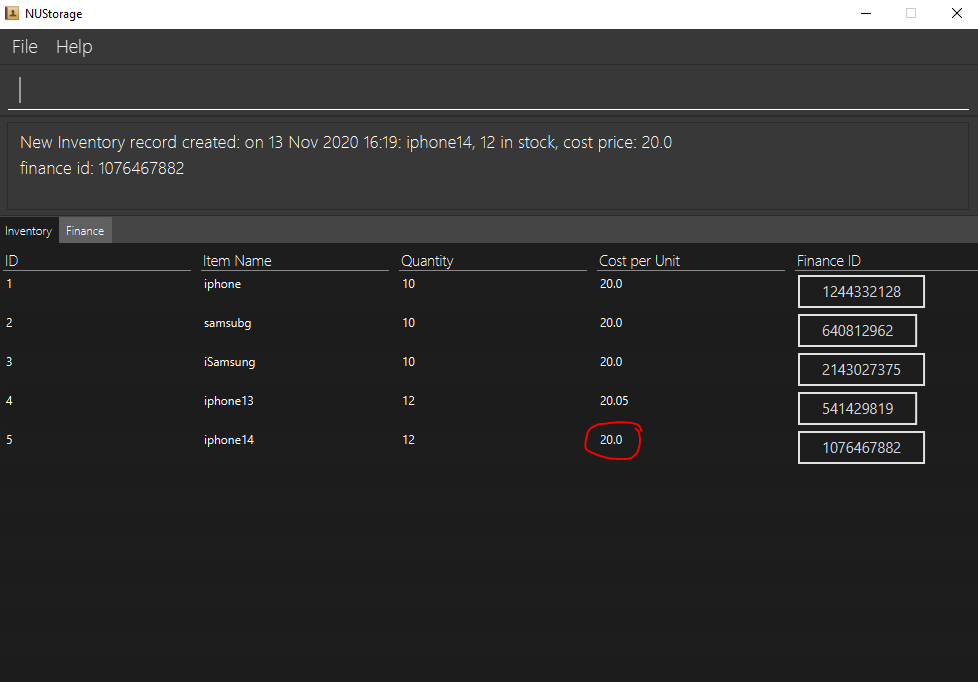 NUStorage
File Help
New Inventory record created: on 13 Nov 2020 16:19: iphone14, 12 in stock, cost price: 20.0
finance id: 1076467882
Inventory Finance
ID Item Name Quantity Cost per Unit Finance ID
1 iphone 10 20.0 1244332128
2 samsubg 10 20.0 640812962
3 iSamsung 10 20.0 2143027375
4 iphone13 12 20.05 541429819
5 iphone14 12 20.0 1076467882